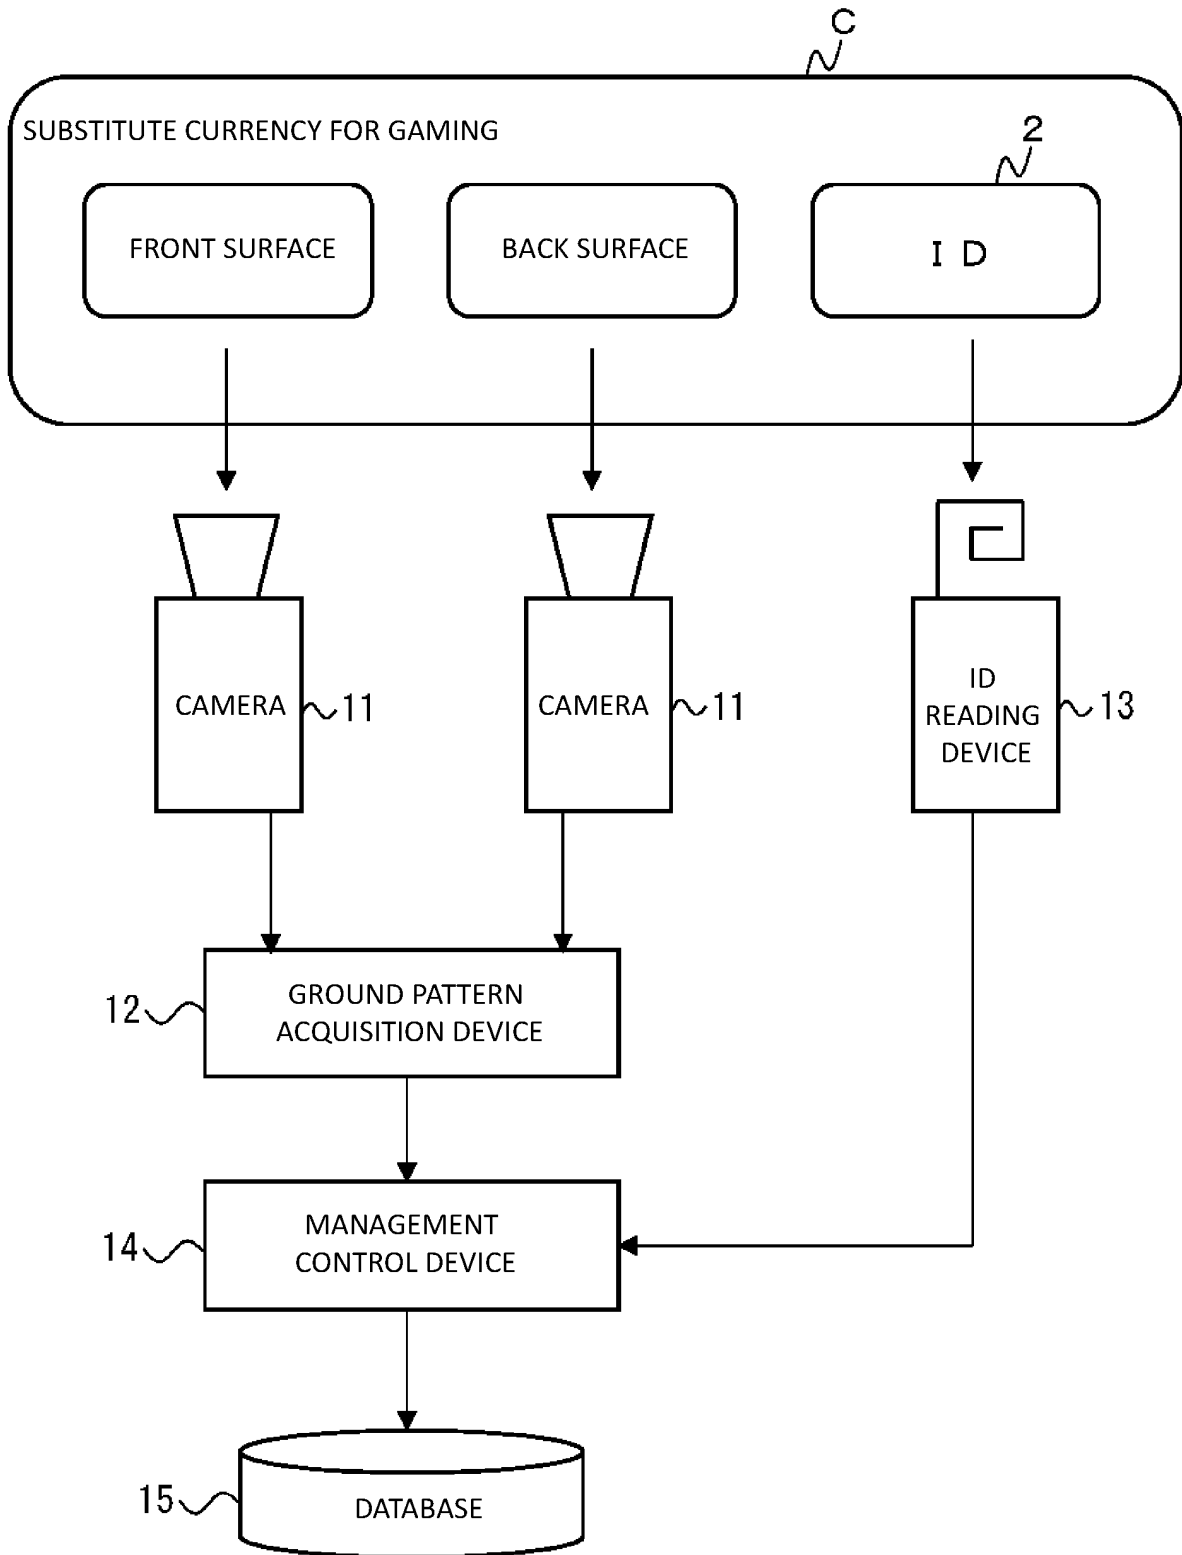 C
SUBSTITUTE CURRENCY FOR GAMING
2
FRONT SURFACE
BACK SURFACE
ID
CAMERA
11
CAMERA
11
ID
READING
DEVICE
13
12
GROUND PATTERN
ACQUISITION DEVICE
14
MANAGEMENT
CONTROL DEVICE
15
DATABASE